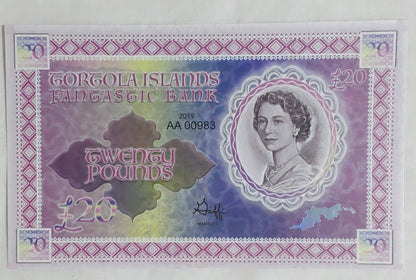 20 20
TORTOLA ISLANDS £20
FANTASTIC BANK
2019
AA 00983
TWENTY
POUNDS
£20
20 20